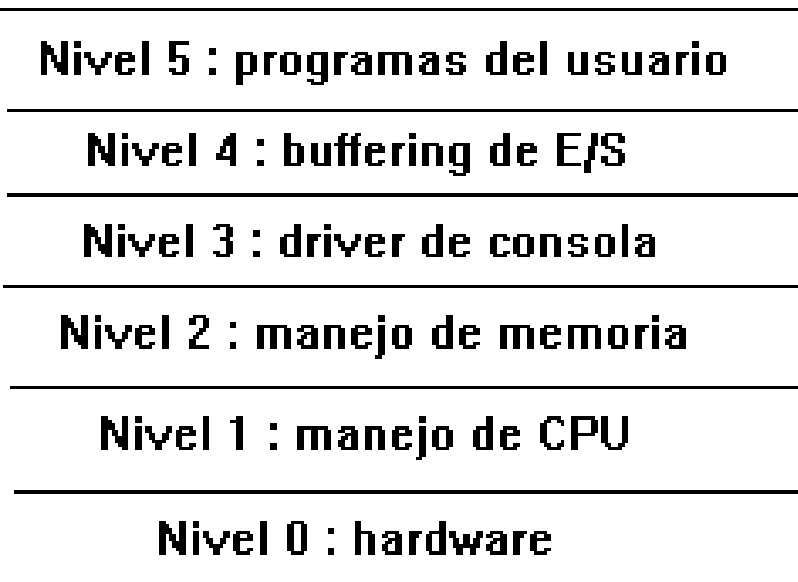 Nivel 5 : programas del usuario
Nivel 4 : buffering de E/S
Nivel 3 : driver de consola
Nivel 2 : manejo de memoria
Nivel 1 : manejo de CPU
Nivel 0 : hardware